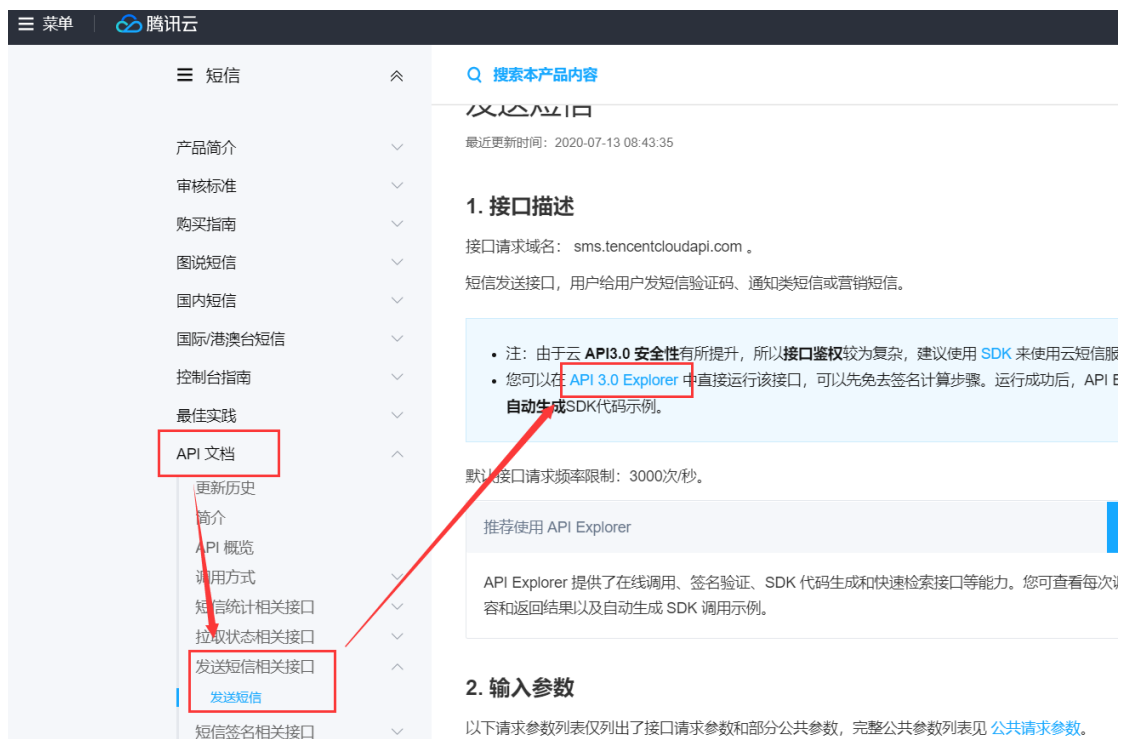 菜单
腾讯云
短信
搜索本产品内容
产品简介
审核标准
购买指南
图说短信
国内短信
国际/港澳台短信
控制台指南
最佳实践
API 文档
更新历史
简介
API 概览
调用方式
短信统计相关接口
拉取状态相关接口
发送短信相关接口
发送短信
短信签名相关接口
发送短信
最近更新时间：2020-07-13 08:43:35
1. 接口描述
接口请求域名： sms.tencentcloudapi.com 。
短信发送接口，用户给用户发短信验证码、通知类短信或营销短信。
注：由于云 API3.0 安全性有所提升，所以接口鉴权较为复杂，建议使用 SDK 来使用云短信服
您可以在 API 3.0 Explorer 中直接运行该接口，可以先免去签名计算步骤。运行成功后，API E
自动生成SDK代码示例。
默认接口请求频率限制：3000次/秒。
推荐使用 API Explorer
API Explorer 提供了在线调用、签名验证、SDK 代码生成和快速检索接口等能力。您可查看每次调
容和返回结果以及自动生成 SDK 调用示例。
2. 输入参数
以下请求参数列表仅列出了接口请求参数和部分公共参数，完整公共参数列表见 公共请求参数。